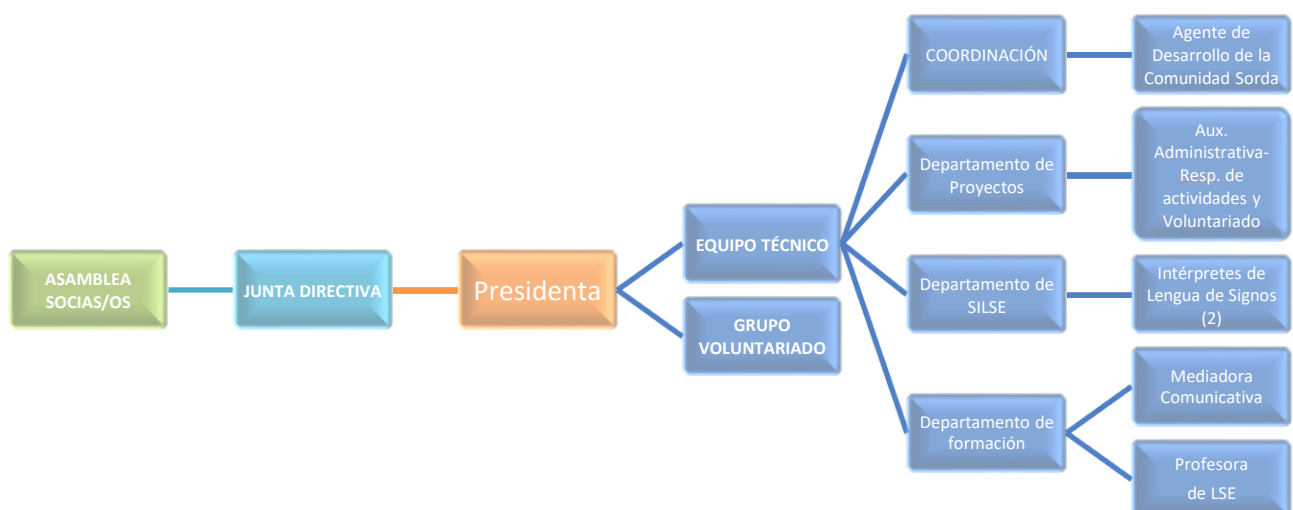 ASAMBLEA
SOCIAS/OS
JUNTA DIRECTIVA
Presidenta
EQUIPO TÉCNICO
GRUPO
VOLUNTARIADO
COORDINACIÓN
Agente de
Desarrollo de la
Comunidad Sorda
Departamento de
Proyectos
Aux.
Administrativa-
Resp. de
actividades y
Voluntariado
Departamento de
SILSE
Intérpretes de
Lengua de Signos
(2)
Departamento de
formación
Mediadora
Comunicativa
Profesora
de LSE